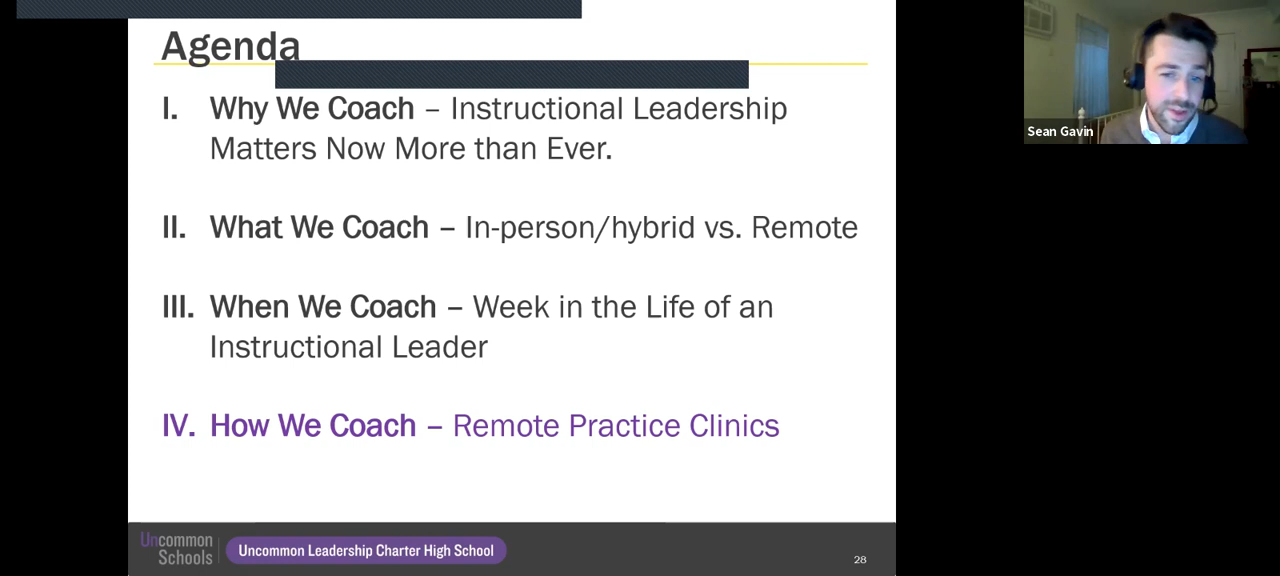 Agenda
I. Why We Coach – Instructional Leadership
Matters Now More than Ever.
II. What We Coach – In-person/hybrid vs. Remote
III. When We Coach – Week in the Life of an
Instructional Leader
IV. How We Coach – Remote Practice Clinics
Uncommon
Schools
Uncommon Leadership Charter High School
28
Sean Gavin